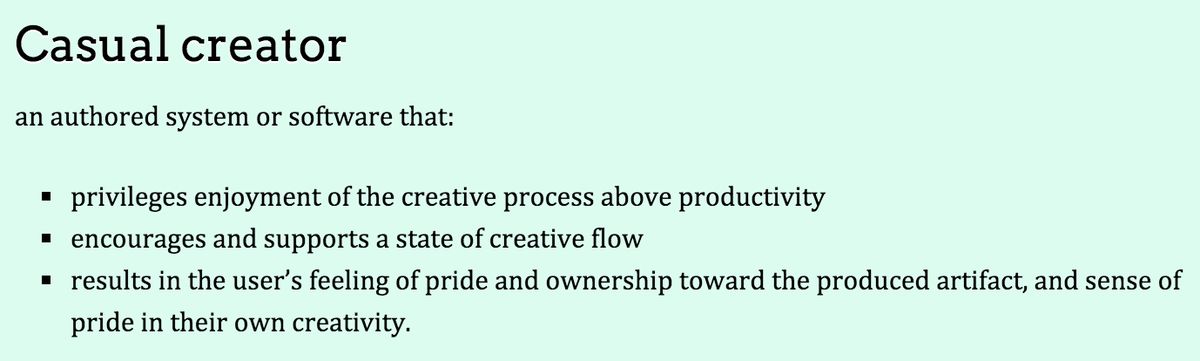 Casual creator
an authored system or software that:
▪ privileges enjoyment of the creative process above productivity
▪ encourages and supports a state of creative flow
▪ results in the user’s feeling of pride and ownership toward the produced artifact, and sense of
pride in their own creativity.